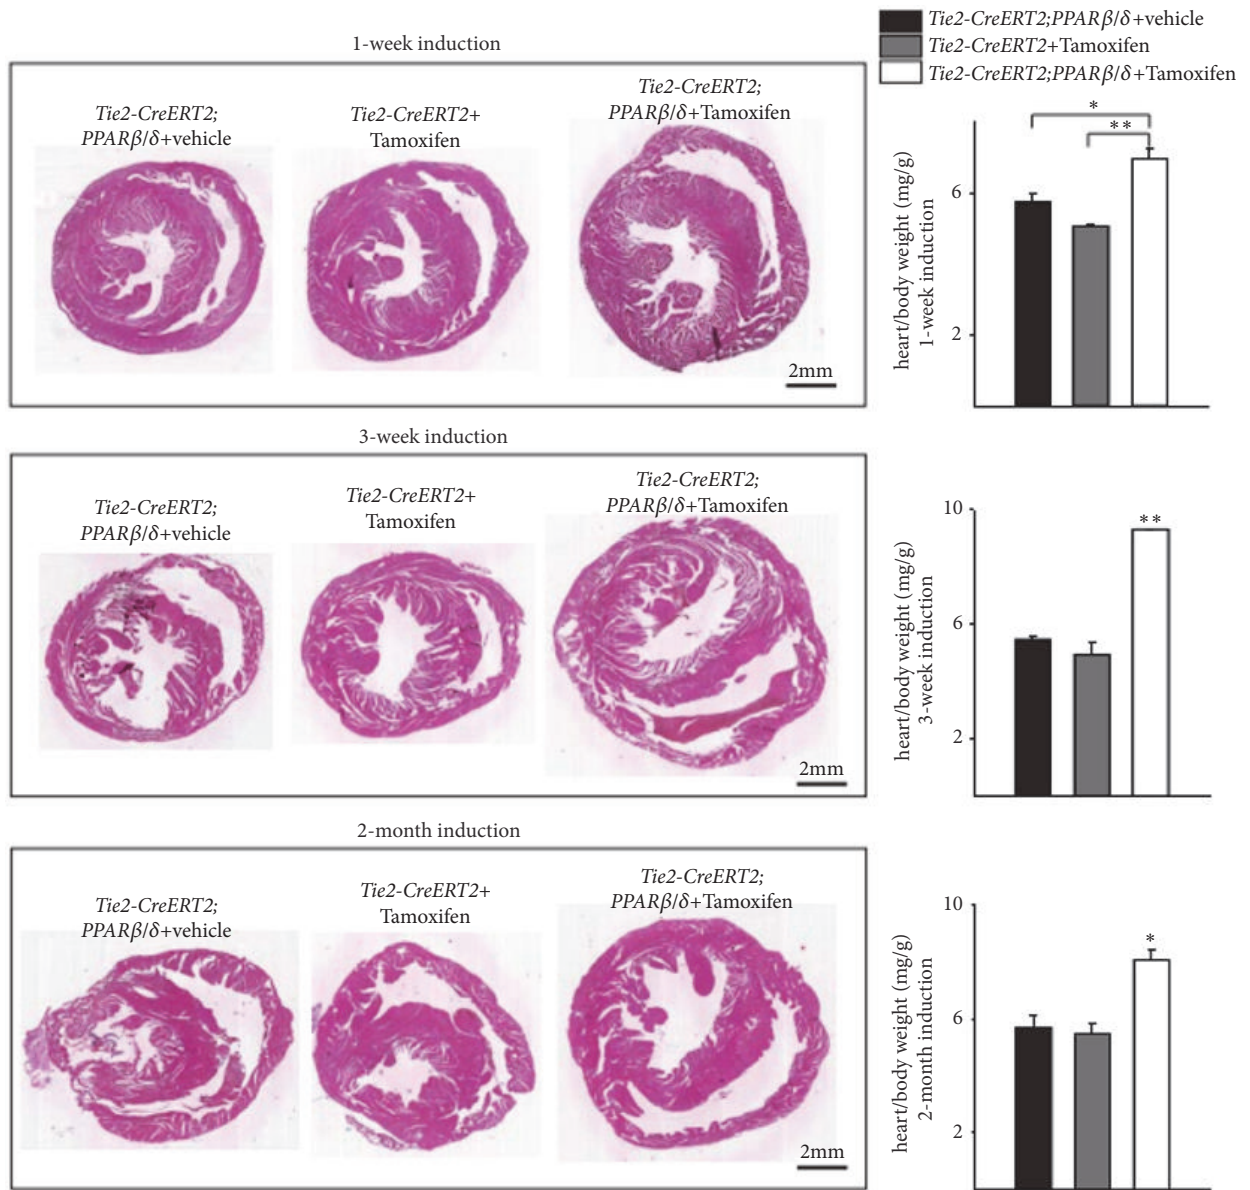 Tie2-CreERT2;PPARβ/δ+vehicle
Tie2-CreERT2+Tamoxifen
Tie2-CreERT2;PPARβ/δ+Tamoxifen
1-week induction
Tie2-CreERT2;
PPARβ/δ+vehicle
Tie2-CreERT2+
Tamoxifen
Tie2-CreERT2;
PPARβ/δ+Tamoxifen
2mm
heart/body weight (mg/g)
1-week induction
6
2
*
**
3-week induction
Tie2-CreERT2;
PPARβ/δ+vehicle
Tie2-CreERT2+
Tamoxifen
Tie2-CreERT2;
PPARβ/δ+Tamoxifen
2mm
heart/body weight (mg/g)
3-week induction
10
6
2
**
2-month induction
Tie2-CreERT2;
PPARβ/δ+vehicle
Tie2-CreERT2+
Tamoxifen
Tie2-CreERT2;
PPARβ/δ+Tamoxifen
2mm
heart/body weight (mg/g)
2-month induction
10
6
2
*